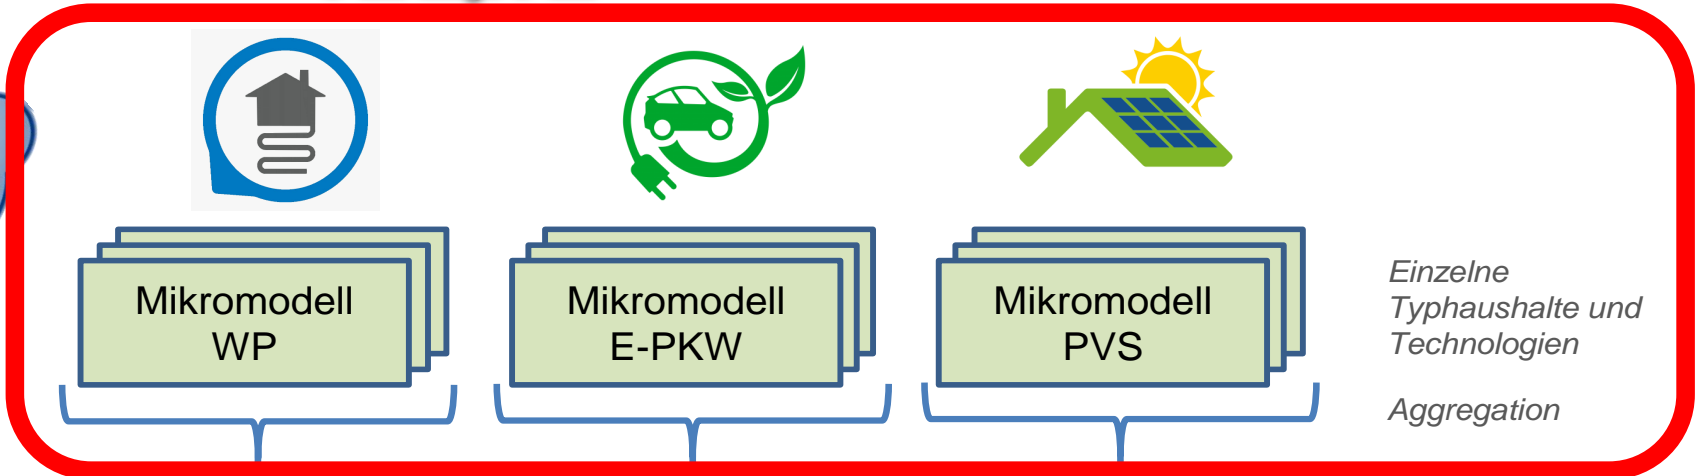 Mikromodell
WP
Mikromodell
E-PKW
Mikromodell
PVS
Einzelne
Typhaushalte und
Technologien
Aggregation